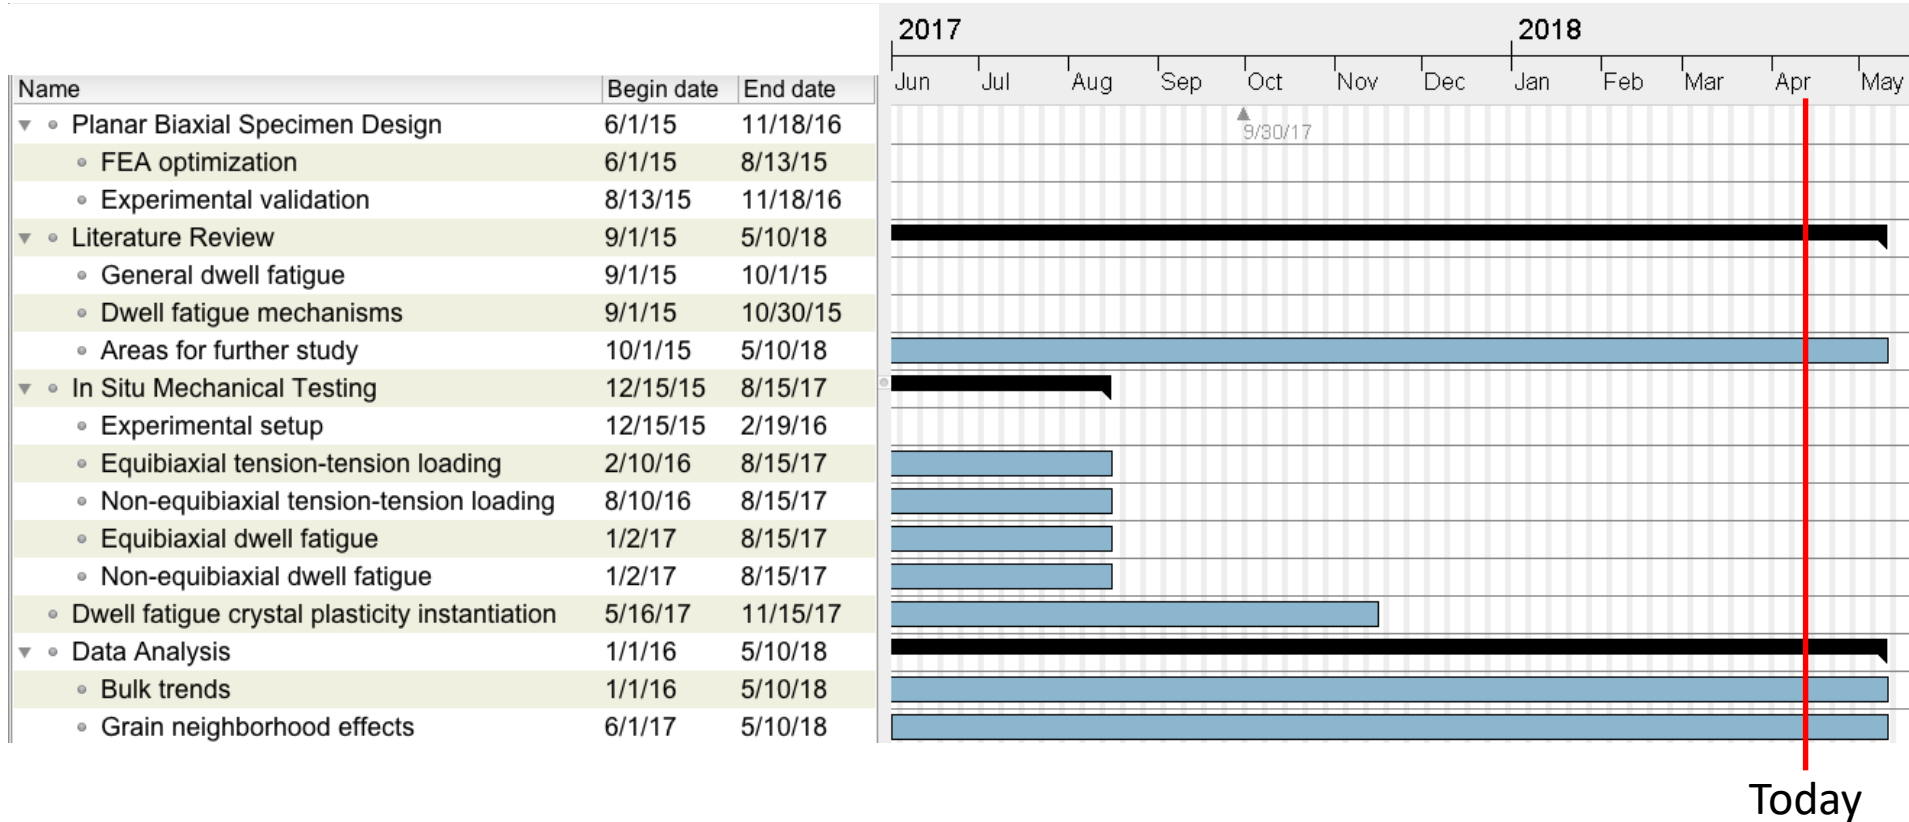 2017 2018
Name Begin date End date Jun Jul Aug Sep Oct Nov Dec Jan Feb Mar Apr May
Planar Biaxial Specimen Design 6/1/15 11/18/16 9/30/17
FEA optimization 6/1/15 8/13/15
Experimental validation 8/13/15 11/18/16
Literature Review 9/1/15 5/10/18
General dwell fatigue 9/1/15 10/1/15
Dwell fatigue mechanisms 9/1/15 10/30/15
Areas for further study 10/1/15 5/10/18
In Situ Mechanical Testing 12/15/15 8/15/17
Experimental setup 12/15/15 2/19/16
Equibiaxial tension-tension loading 2/10/16 8/15/17
Non-equibiaxial tension-tension loading 8/10/16 8/15/17
Equibiaxial dwell fatigue 1/2/17 8/15/17
Non-equibiaxial dwell fatigue 1/2/17 8/15/17
Dwell fatigue crystal plasticity instantiation 5/16/17 11/15/17
Data Analysis 1/1/16 5/10/18
Bulk trends 1/1/16 5/10/18
Grain neighborhood effects 6/1/17 5/10/18
Today